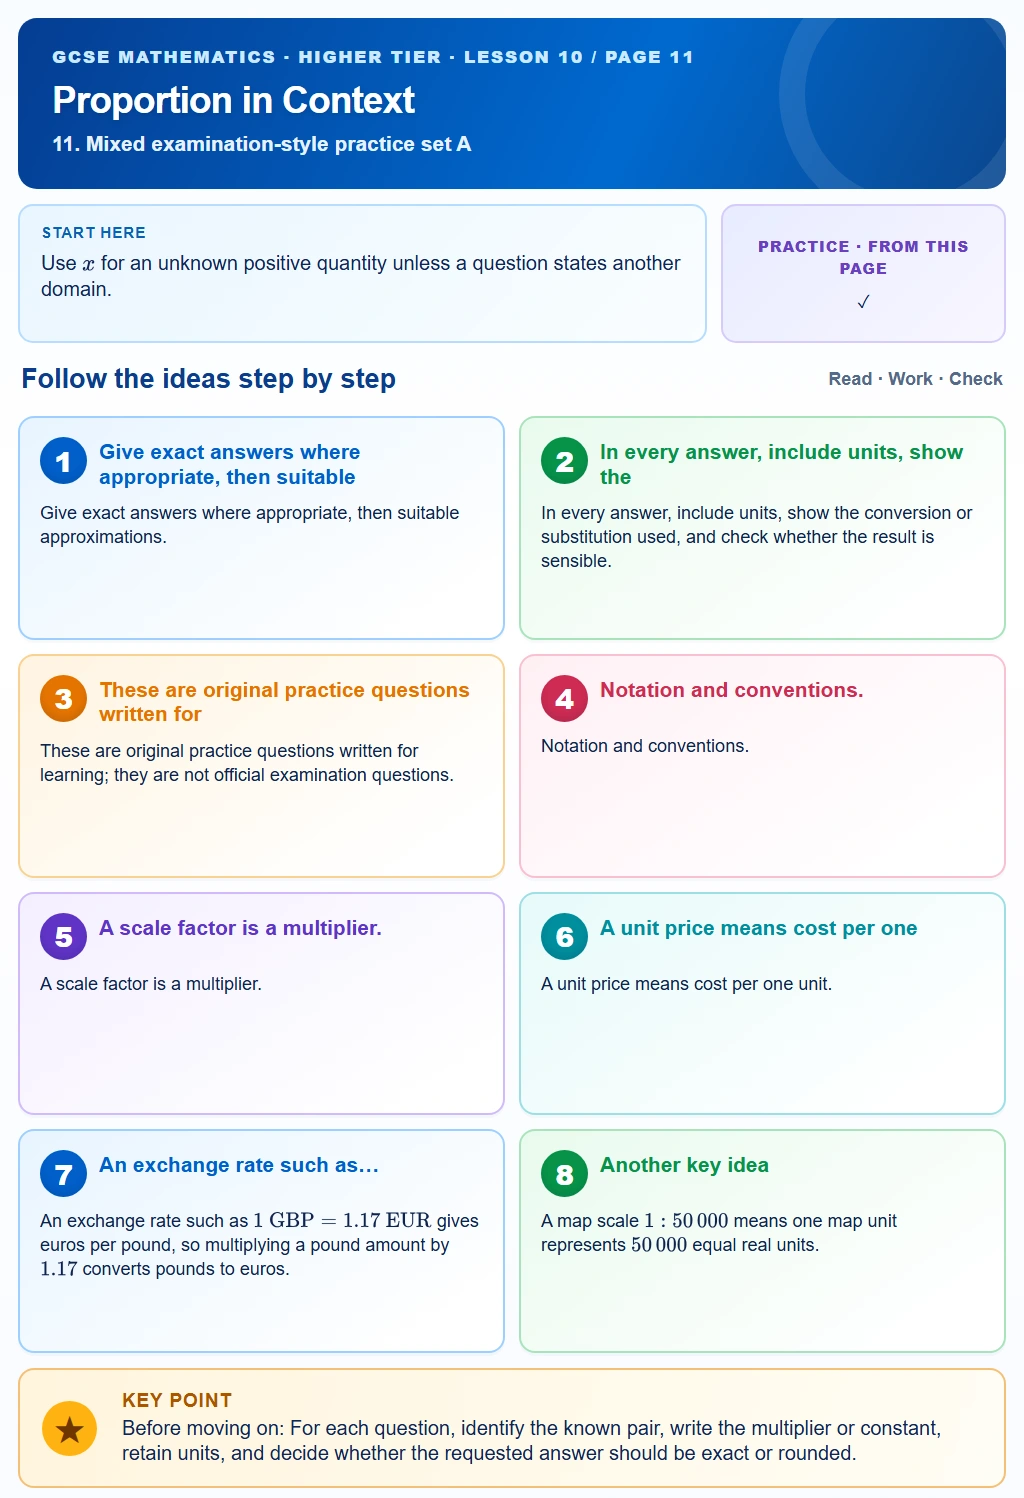 GCSE MATHEMATICS · HIGHER TIER · LESSON 10 / PAGE 11
Proportion in Context
11. Mixed examination-style practice set A
START HERE
Use x for an unknown positive quantity unless a question states another
domain.
PRACTICE · FROM THIS
PAGE
✓
Follow the ideas step by step
Read · Work · Check
1
Give exact answers where
appropriate, then suitable
Give exact answers where appropriate, then suitable
approximations.
2
In every answer, include units, show
the
In every answer, include units, show the conversion or
substitution used, and check whether the result is
sensible.
3
These are original practice questions
written for
These are original practice questions written for
learning; they are not official examination questions.
4
Notation and conventions.
Notation and conventions.
5
A scale factor is a multiplier.
A scale factor is a multiplier.
6
A unit price means cost per one
A unit price means cost per one unit.
7
An exchange rate such as…
An exchange rate such as 1 GBP = 1.17 EUR gives
euros per pound, so multiplying a pound amount by
1.17 converts pounds to euros.
8
Another key idea
A map scale 1 : 50 000 means one map unit
represents 50 000 equal real units.
KEY POINT
Before moving on: For each question, identify the known pair, write the multiplier or constant,
retain units, and decide whether the requested answer should be exact or rounded.